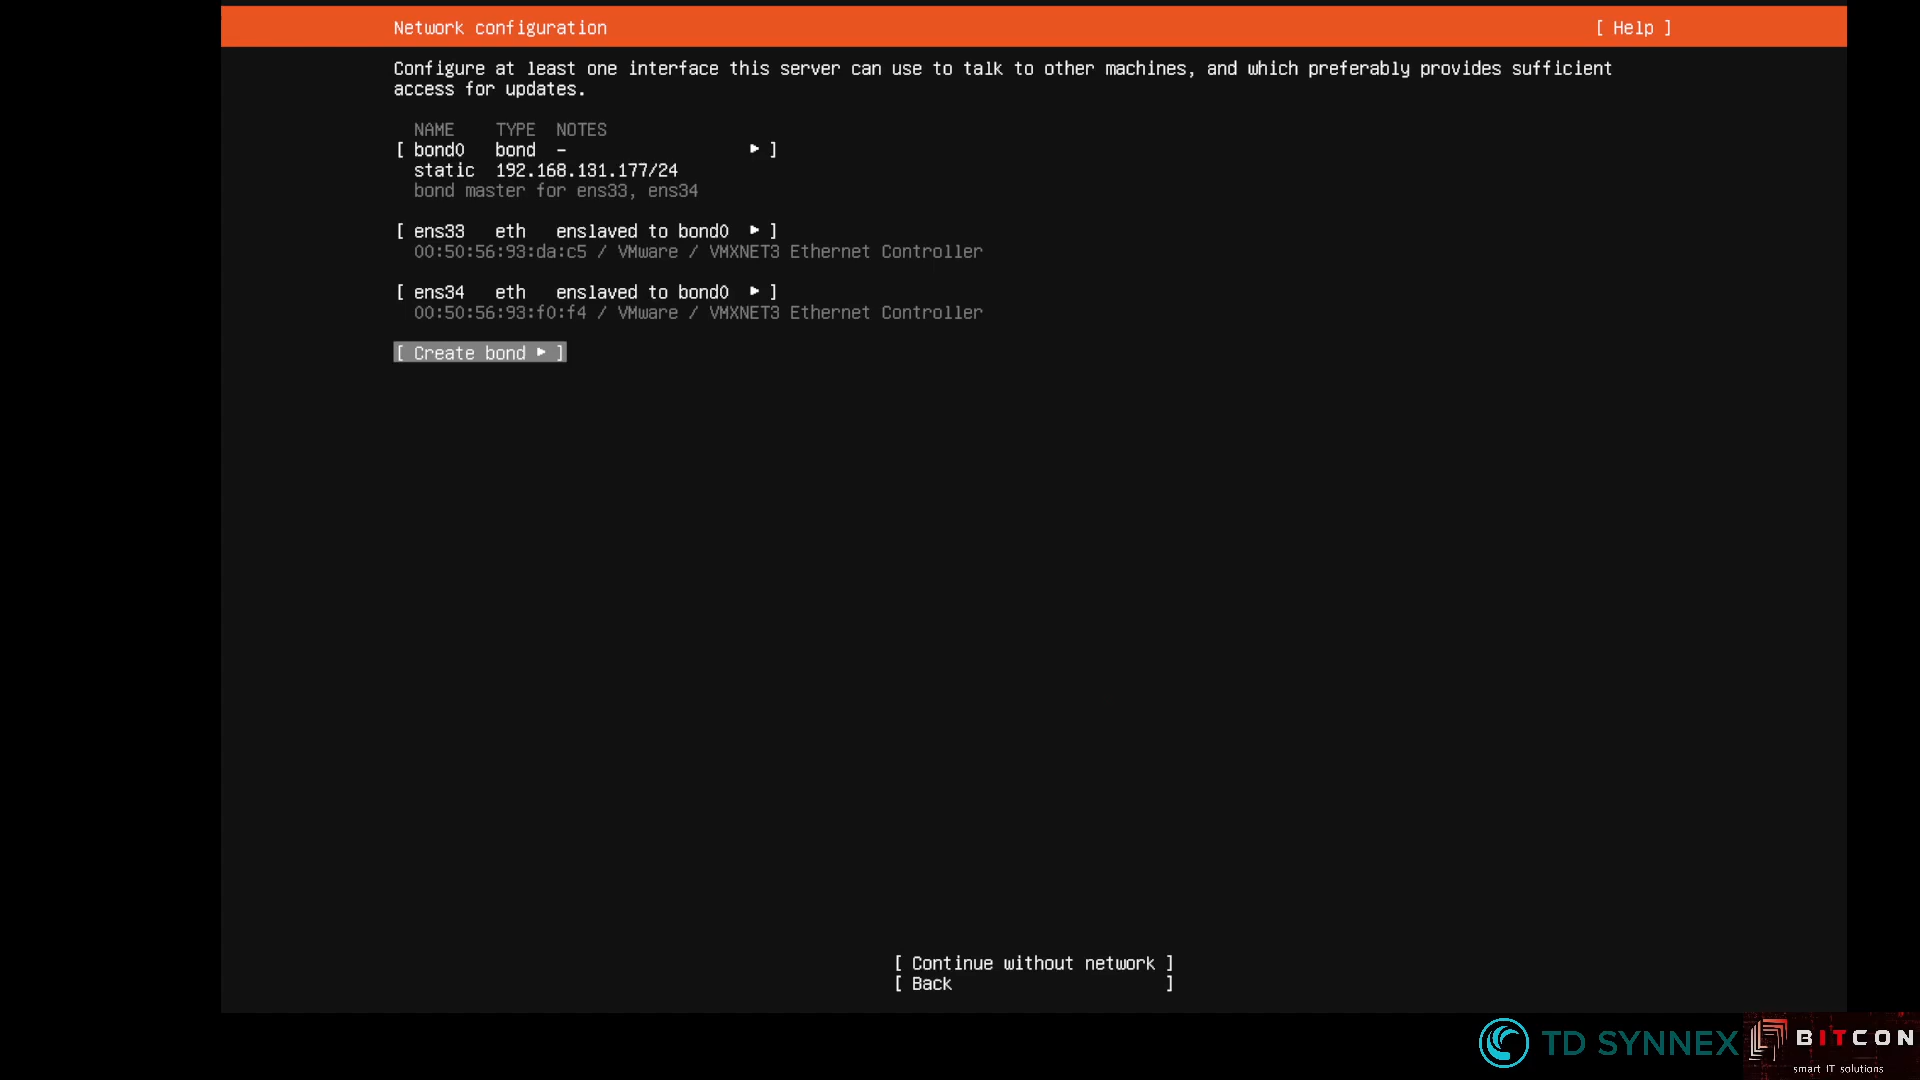 Network configuration [ Help ]
Configure at least one interface this server can use to talk to other machines, and which preferably provides sufficient
access for updates.
NAME TYPE NOTES
[ bond0 bond - ▸ ]
static 192.168.131.177/24
bond master for ens33, ens34
[ ens33 eth enslaved to bond0 ▸ ]
00:50:56:93:da:c5 / VMware / VMXNET3 Ethernet Controller
[ ens34 eth enslaved to bond0 ▸ ]
00:50:56:93:f0:f4 / VMware / VMXNET3 Ethernet Controller
[ Create bond ▸ ]
[ Continue without network ]
[ Back ]
TD SYNNEX
BITCON
smart IT solutions